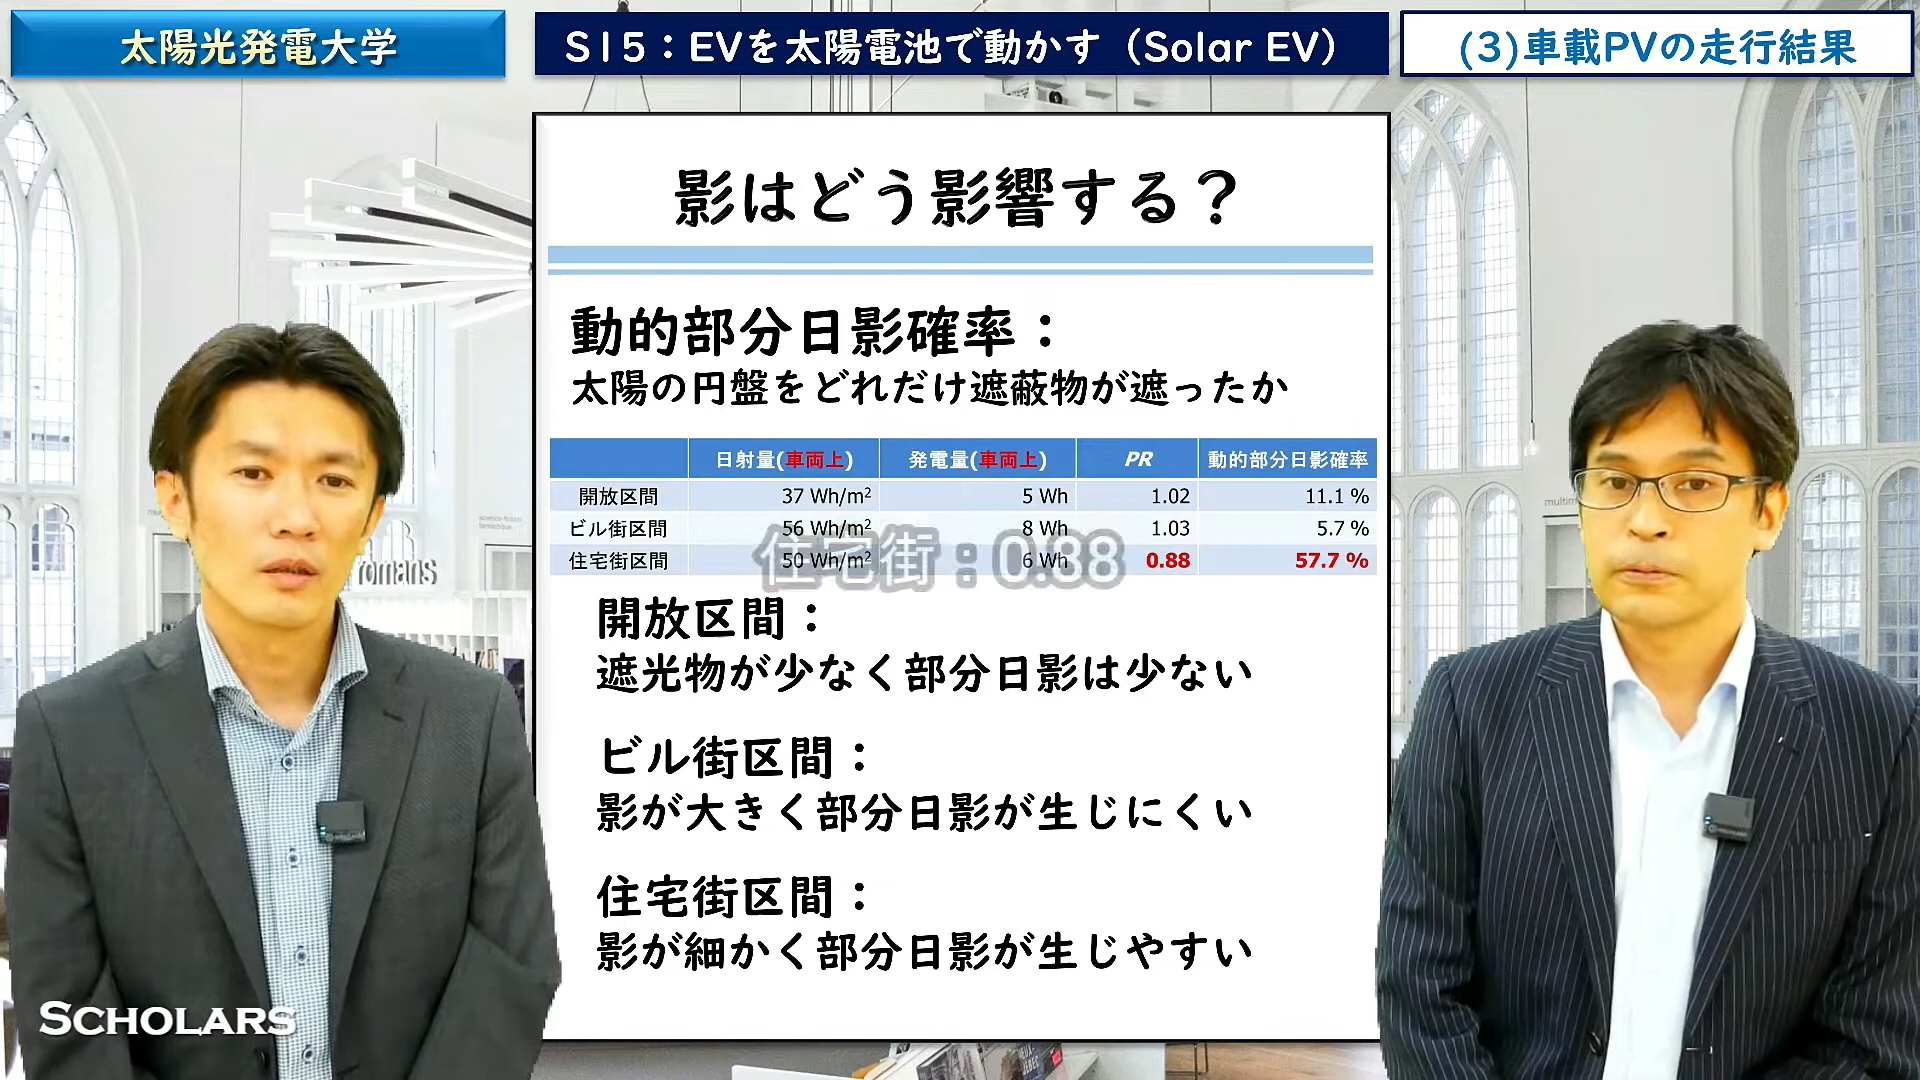 太陽光発電大学
S15：EVを太陽電池で動かす（Solar EV）
(3)車載PVの走行結果
影はどう影響する？
動的部分日影確率：
太陽の円盤をどれだけ遮蔽物が遮ったか
日射量(車両上) 発電量(車両上) PR 動的部分日影確率
開放区間 37 Wh/m² 5 Wh 1.02 11.1 %
ビル街区間 56 Wh/m² 8 Wh 1.03 5.7 %
住宅街区間 50 Wh/m² 6 Wh 0.88 57.7 %
住宅街：0.88
開放区間：
遮光物が少なく部分日影は少ない
ビル街区間：
影が大きく部分日影が生じにくい
住宅街区間：
影が細かく部分日影が生じやすい
romans
science-fiction
SCHOLARS